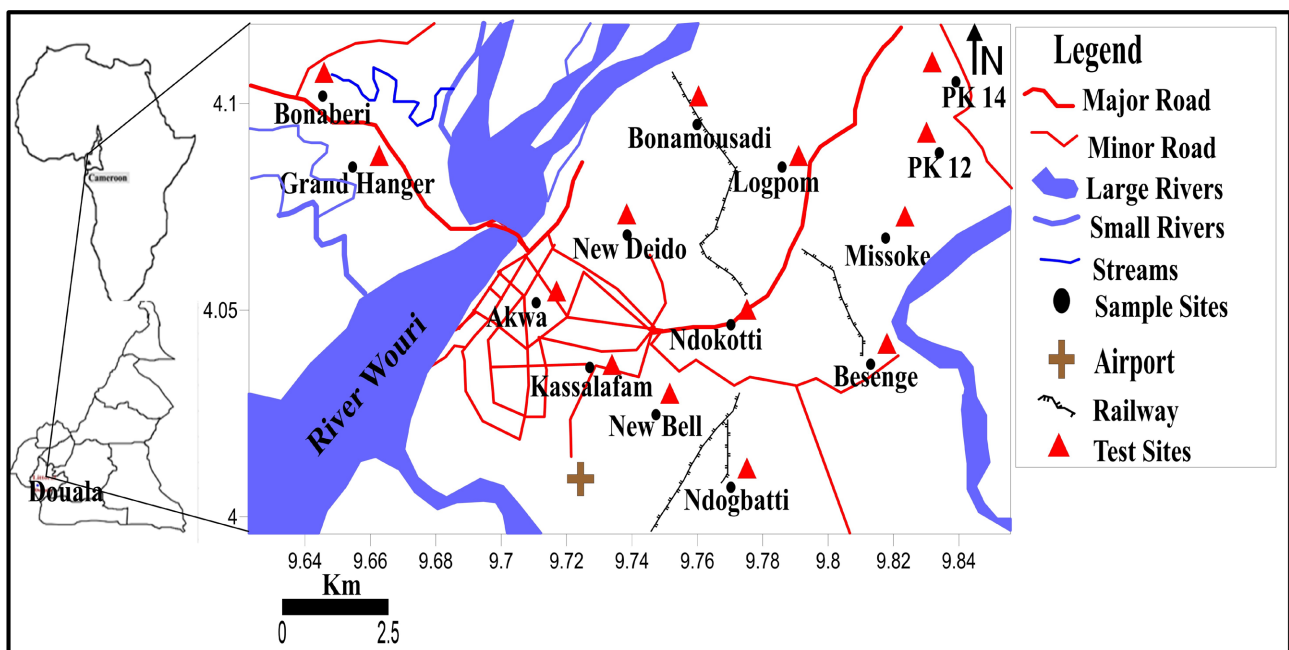 Cameroon
Douala
N
4.1
4.05
4
Bonaberi
Grand Hanger
Bonamousadi
Logpom
PK 14
PK 12
New Deido
Missoke
Akwa
Ndokotti
Besenge
Kassalafam
New Bell
Ndogbatti
River Wouri
9.64 9.66 9.68 9.7 9.72 9.74 9.76 9.78 9.8 9.82 9.84
Km
0 2.5
Legend
Major Road
Minor Road
Large Rivers
Small Rivers
Streams
Sample Sites
Airport
Railway
Test Sites